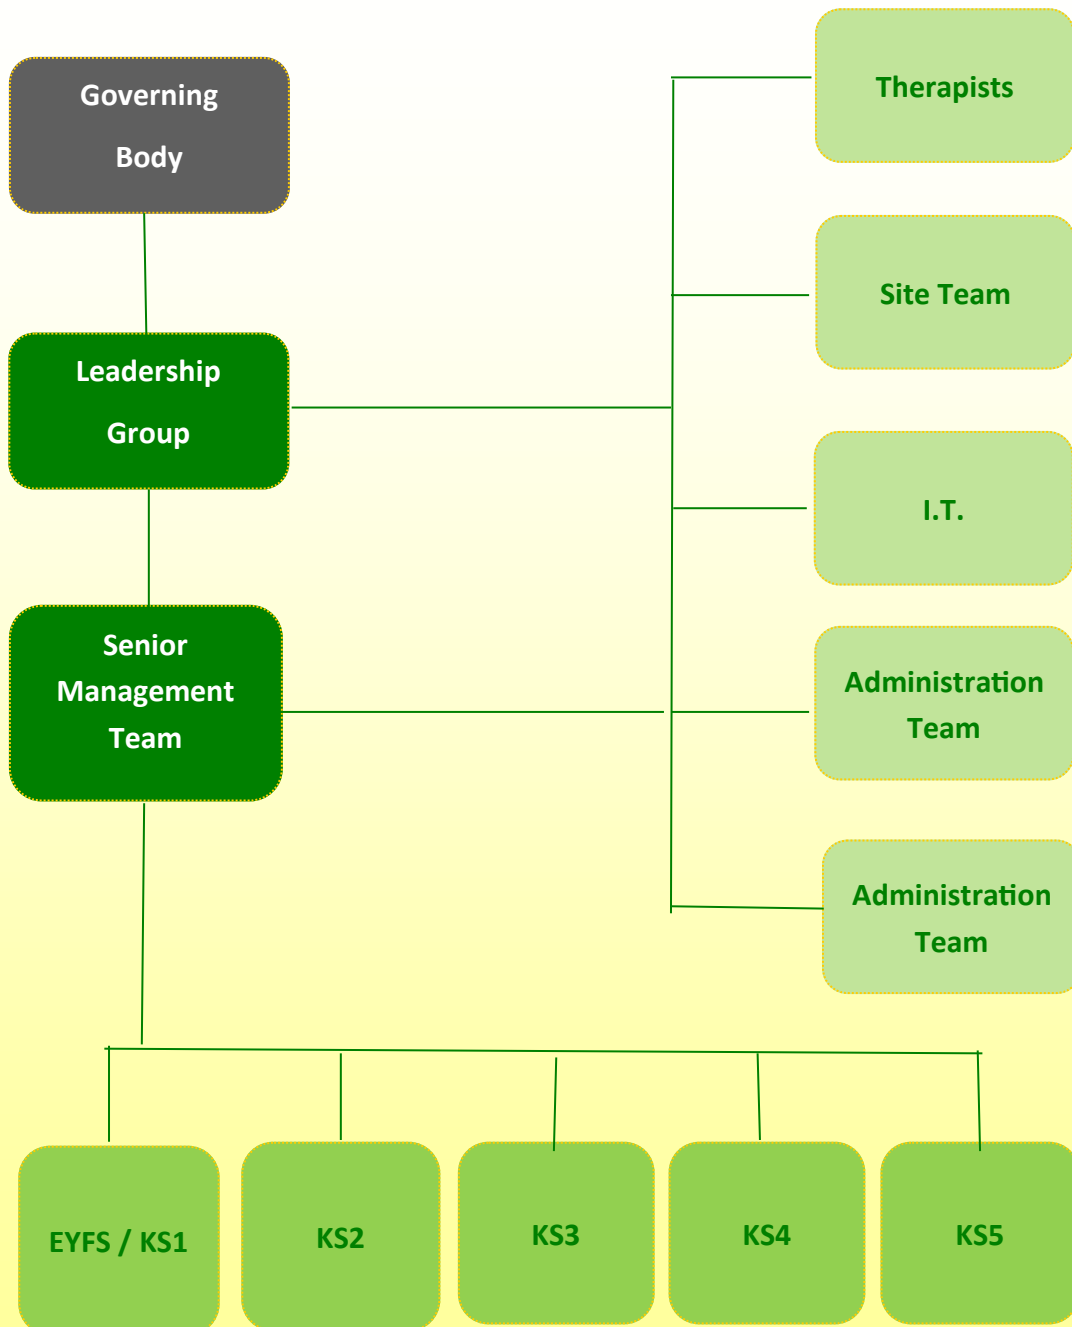 Governing
Body
Therapists
Site Team
Leadership
Group
I.T.
Senior
Management
Team
Administration
Team
Administration
Team
EYFS / KS1
KS2
KS3
KS4
KS5